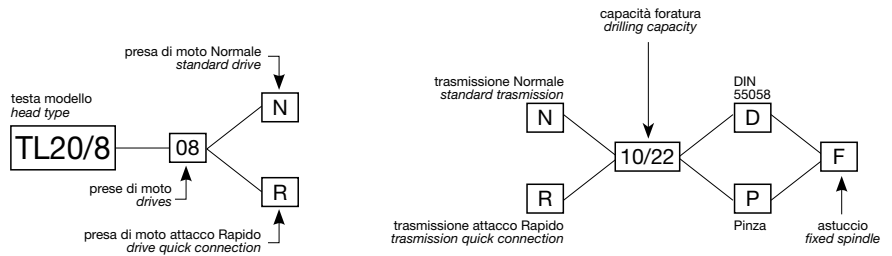 capacità foratura
drilling capacity
presa di moto Normale
standard drive
trasmissione Normale
standard trasmission
DIN
55058
testa modello
head type
N
N
D
TL20/8
08
10/22
F
prese di moto
drives
R
R
P
presa di moto attacco Rapido
drive quick connection
trasmissione attacco Rapido
trasmission quick connection
Pinza
astuccio
fixed spindle